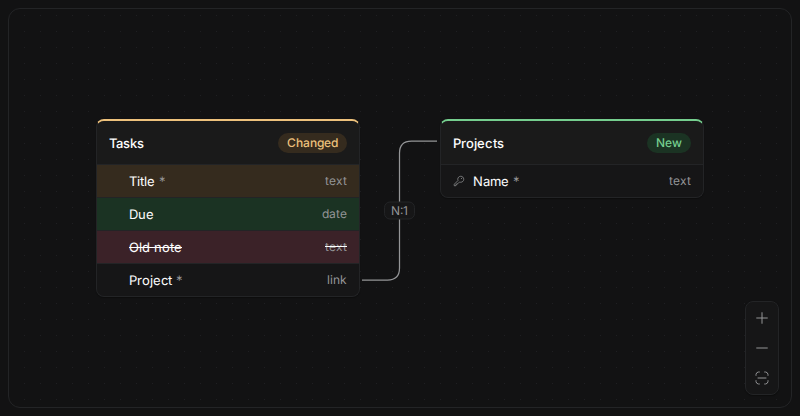 Tasks Changed
Title * text
Due date
Old note text
Project * link
N:1
Projects New
Name * text